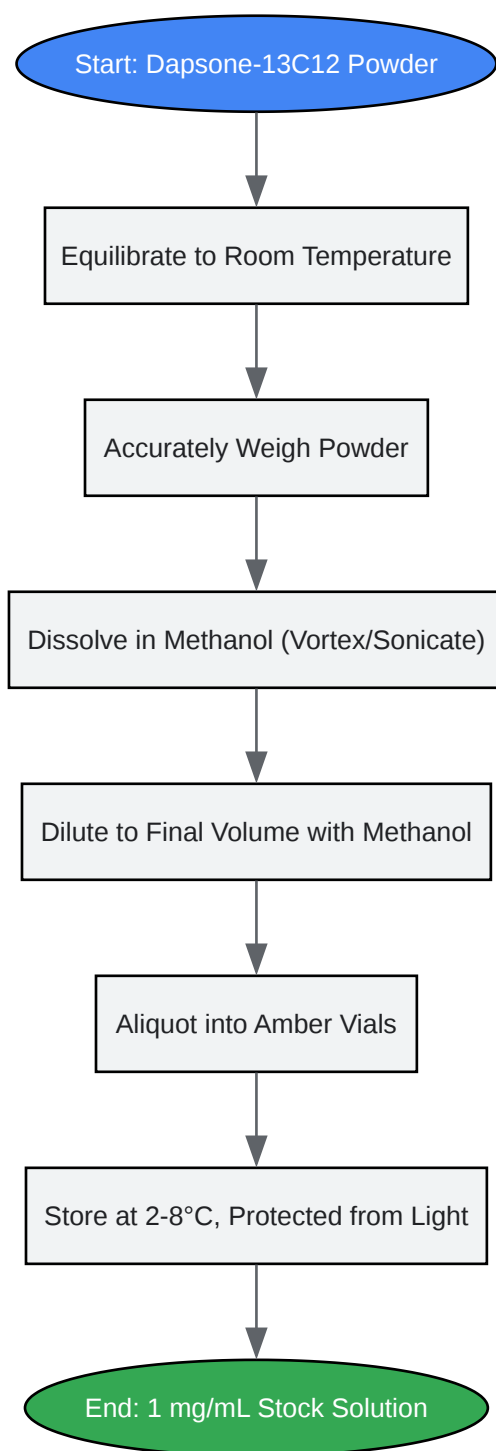 Start: Dapsone-13C12 Powder
Equilibrate to Room Temperature
Accurately Weigh Powder
Dissolve in Methanol (Vortex/Sonicate)
Dilute to Final Volume with Methanol
Aliquot into Amber Vials
Store at 2-8°C, Protected from Light
End: 1 mg/mL Stock Solution